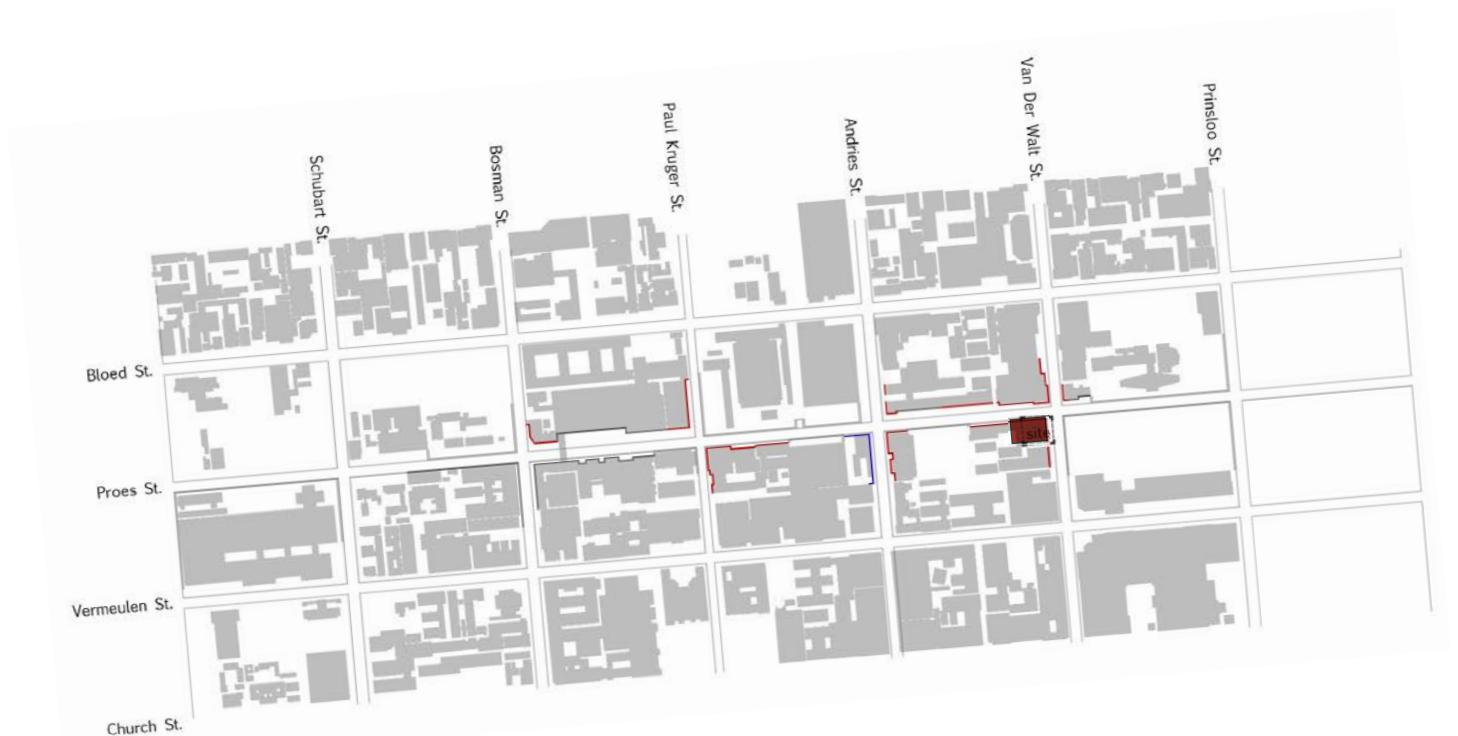 Van Der Walt St.
Prinsloo St.
Paul Kruger St.
Andries St.
Bosman St.
Schubart St.
Bloed St.
site
Proes St.
Vermeulen St.
Church St.